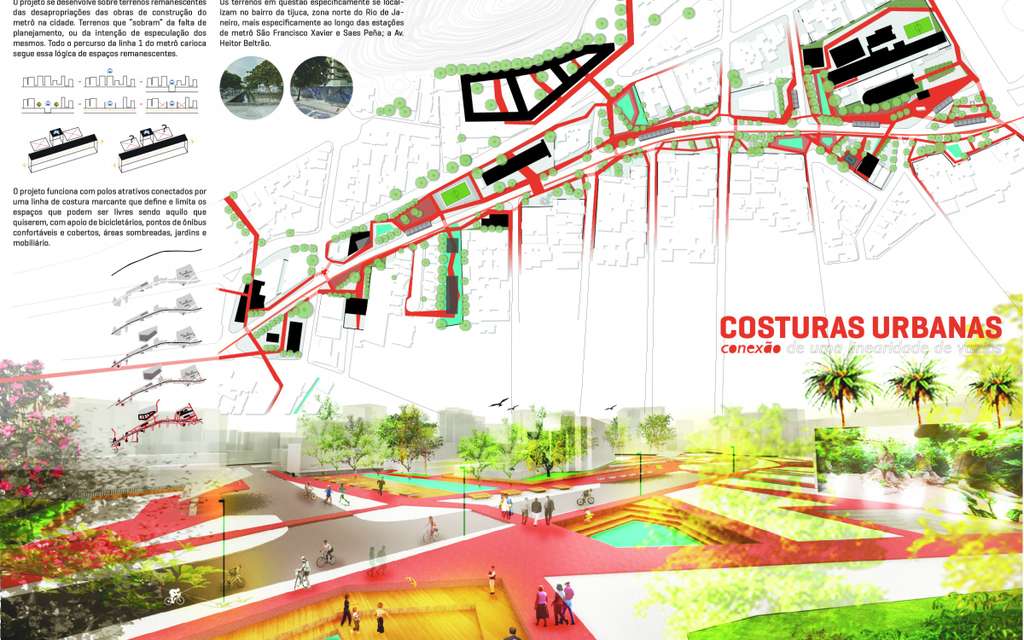 O projeto se desenvolve sobre terrenos remanescentes
das desapropriações das obras de construção do
metrô na cidade. Terrenos que "sobram" da falta de
planejamento, ou da intenção de especulação dos
mesmos. Todo o percurso da linha 1 do metrô carioca
segue essa lógica de espaços remanescentes.
Os terrenos em questão especificamente se locali-
zam no bairro da tijuca, zona norte do Rio de Ja-
neiro, mais especificamente ao longo das estações
de metrô São Francisco Xavier e Saes Peña; a Av.
Heitor Beltrão.
O projeto funciona com polos atrativos conectados por
uma linha de costura marcante que define e limita os
espaços que podem ser livres sendo aquilo que
quiserem, com apoio de bicicletários, pontos de ônibus
confortáveis e cobertos, áreas sombreadas, jardins e
mobiliário.
COSTURAS URBANAS
conexão de uma linearidade de vazios